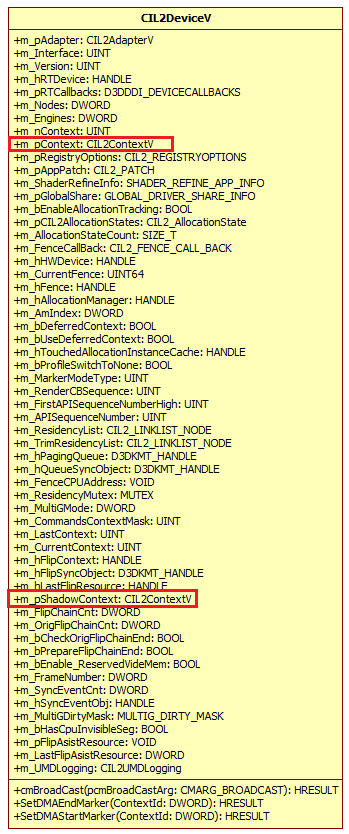 CIL2DeviceV
+m_pAdapter: CIL2AdapterV
+m_Interface: UINT
+m_Version: UINT
+m_hRTDevice: HANDLE
+m_pRTCallbacks: D3DDDI_DEVICECALLBACKS
+m_Nodes: DWORD
+m_Engines: DWORD
+m_nContext: UINT
+m_pContext: CIL2ContextV
+m_pRegistryOptions: CIL2_REGISTRYOPTIONS
+m_pAppPatch: CIL2_PATCH
+m_ShaderRefineInfo: SHADER_REFINE_APP_INFO
+m_pGlobalShare: GLOBAL_DRIVER_SHARE_INFO
+m_bEnableAllocationTracking: BOOL
+m_pCIL2AllocationStates: CIL2_AllocationState
+m_AllocationStateCount: SIZE_T
+m_FenceCallBack: CIL2_FENCE_CALL_BACK
+m_hHWDevice: HANDLE
+m_CurrentFence: UINT64
+m_hFence: HANDLE
+m_hAllocationManager: HANDLE
+m_AmIndex: DWORD
+m_bDeferredContext: BOOL
+m_bUseDeferredContext: BOOL
+m_hTouchedAllocationInstanceCache: HANDLE
+m_bProfileSwitchToNone: BOOL
+m_MarkerModeType: UINT
+m_RenderCBSequence: UINT
+m_FirstAPISequenceNumberHigh: UINT
+m_APISequenceNumber: UINT
+m_ResidencyList: CIL2_LINKLIST_NODE
+m_TrimResidencyList: CIL2_LINKLIST_NODE
+m_hPagingQueue: D3DKMT_HANDLE
+m_hQueueSyncObject: D3DKMT_HANDLE
+m_FenceCPUAddress: VOID
+m_ResidencyMutex: MUTEX
+m_MultiGMode: DWORD
+m_CommandsContextMask: UINT
+m_LastContext: UINT
+m_CurrentContext: UINT
+m_hFlipContext: HANDLE
+m_hFlipSyncObject: D3DKMT_HANDLE
+m_hLastFlipResource: HANDLE
+m_pShadowContext: CIL2ContextV
+m_FlipChainCnt: DWORD
+m_OrigFlipChainCnt: DWORD
+m_bCheckOrigFlipChainEnd: BOOL
+m_bPrepareFlipChainEnd: BOOL
+m_bEnable_ReservedVideMem: BOOL
+m_FrameNumber: DWORD
+m_SyncEventCnt: DWORD
+m_hSyncEventObj: HANDLE
+m_MultiGDirtyMask: MULTIG_DIRTY_MASK
+m_bHasCpuInvisibleSeg: BOOL
+m_pFlipAsistResource: VOID
+m_LastFlipAsistResource: DWORD
+m_UMDLogging: CIL2UMDLogging
+cmBroadCast(pcmBroadCastArg: CMARG_BROADCAST): HRESULT
+SetDMAEndMarker(ContextId: DWORD): HRESULT
+SetDMAStartMarker(ContextId: DWORD): HRESULT